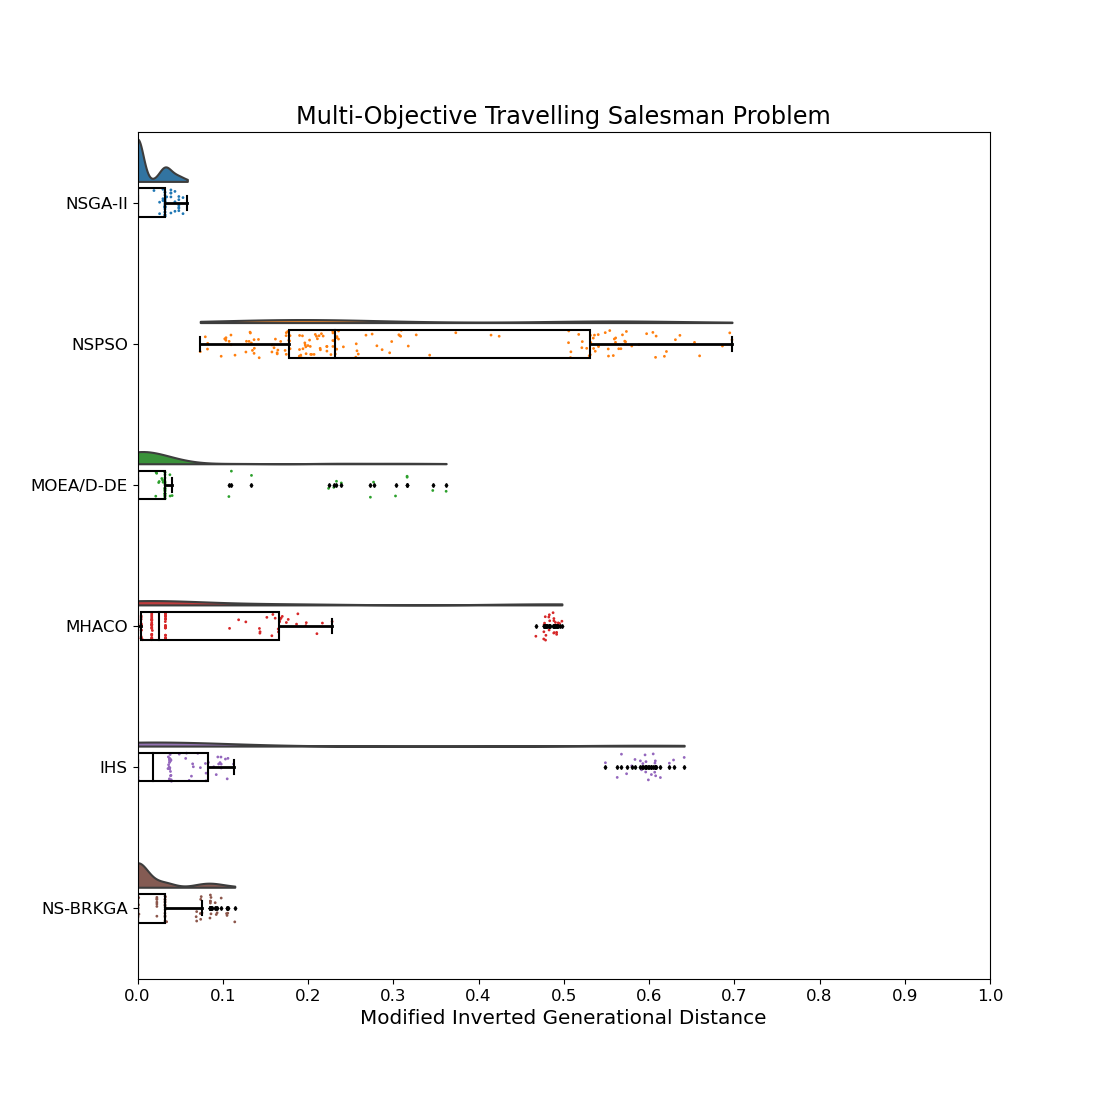 Multi-Objective Travelling Salesman Problem
NSGA-II
NSPSO
MOEA/D-DE
MHACO
IHS
NS-BRKGA
0.0 0.1 0.2 0.3 0.4 0.5 0.6 0.7 0.8 0.9 1.0
Modified Inverted Generational Distance